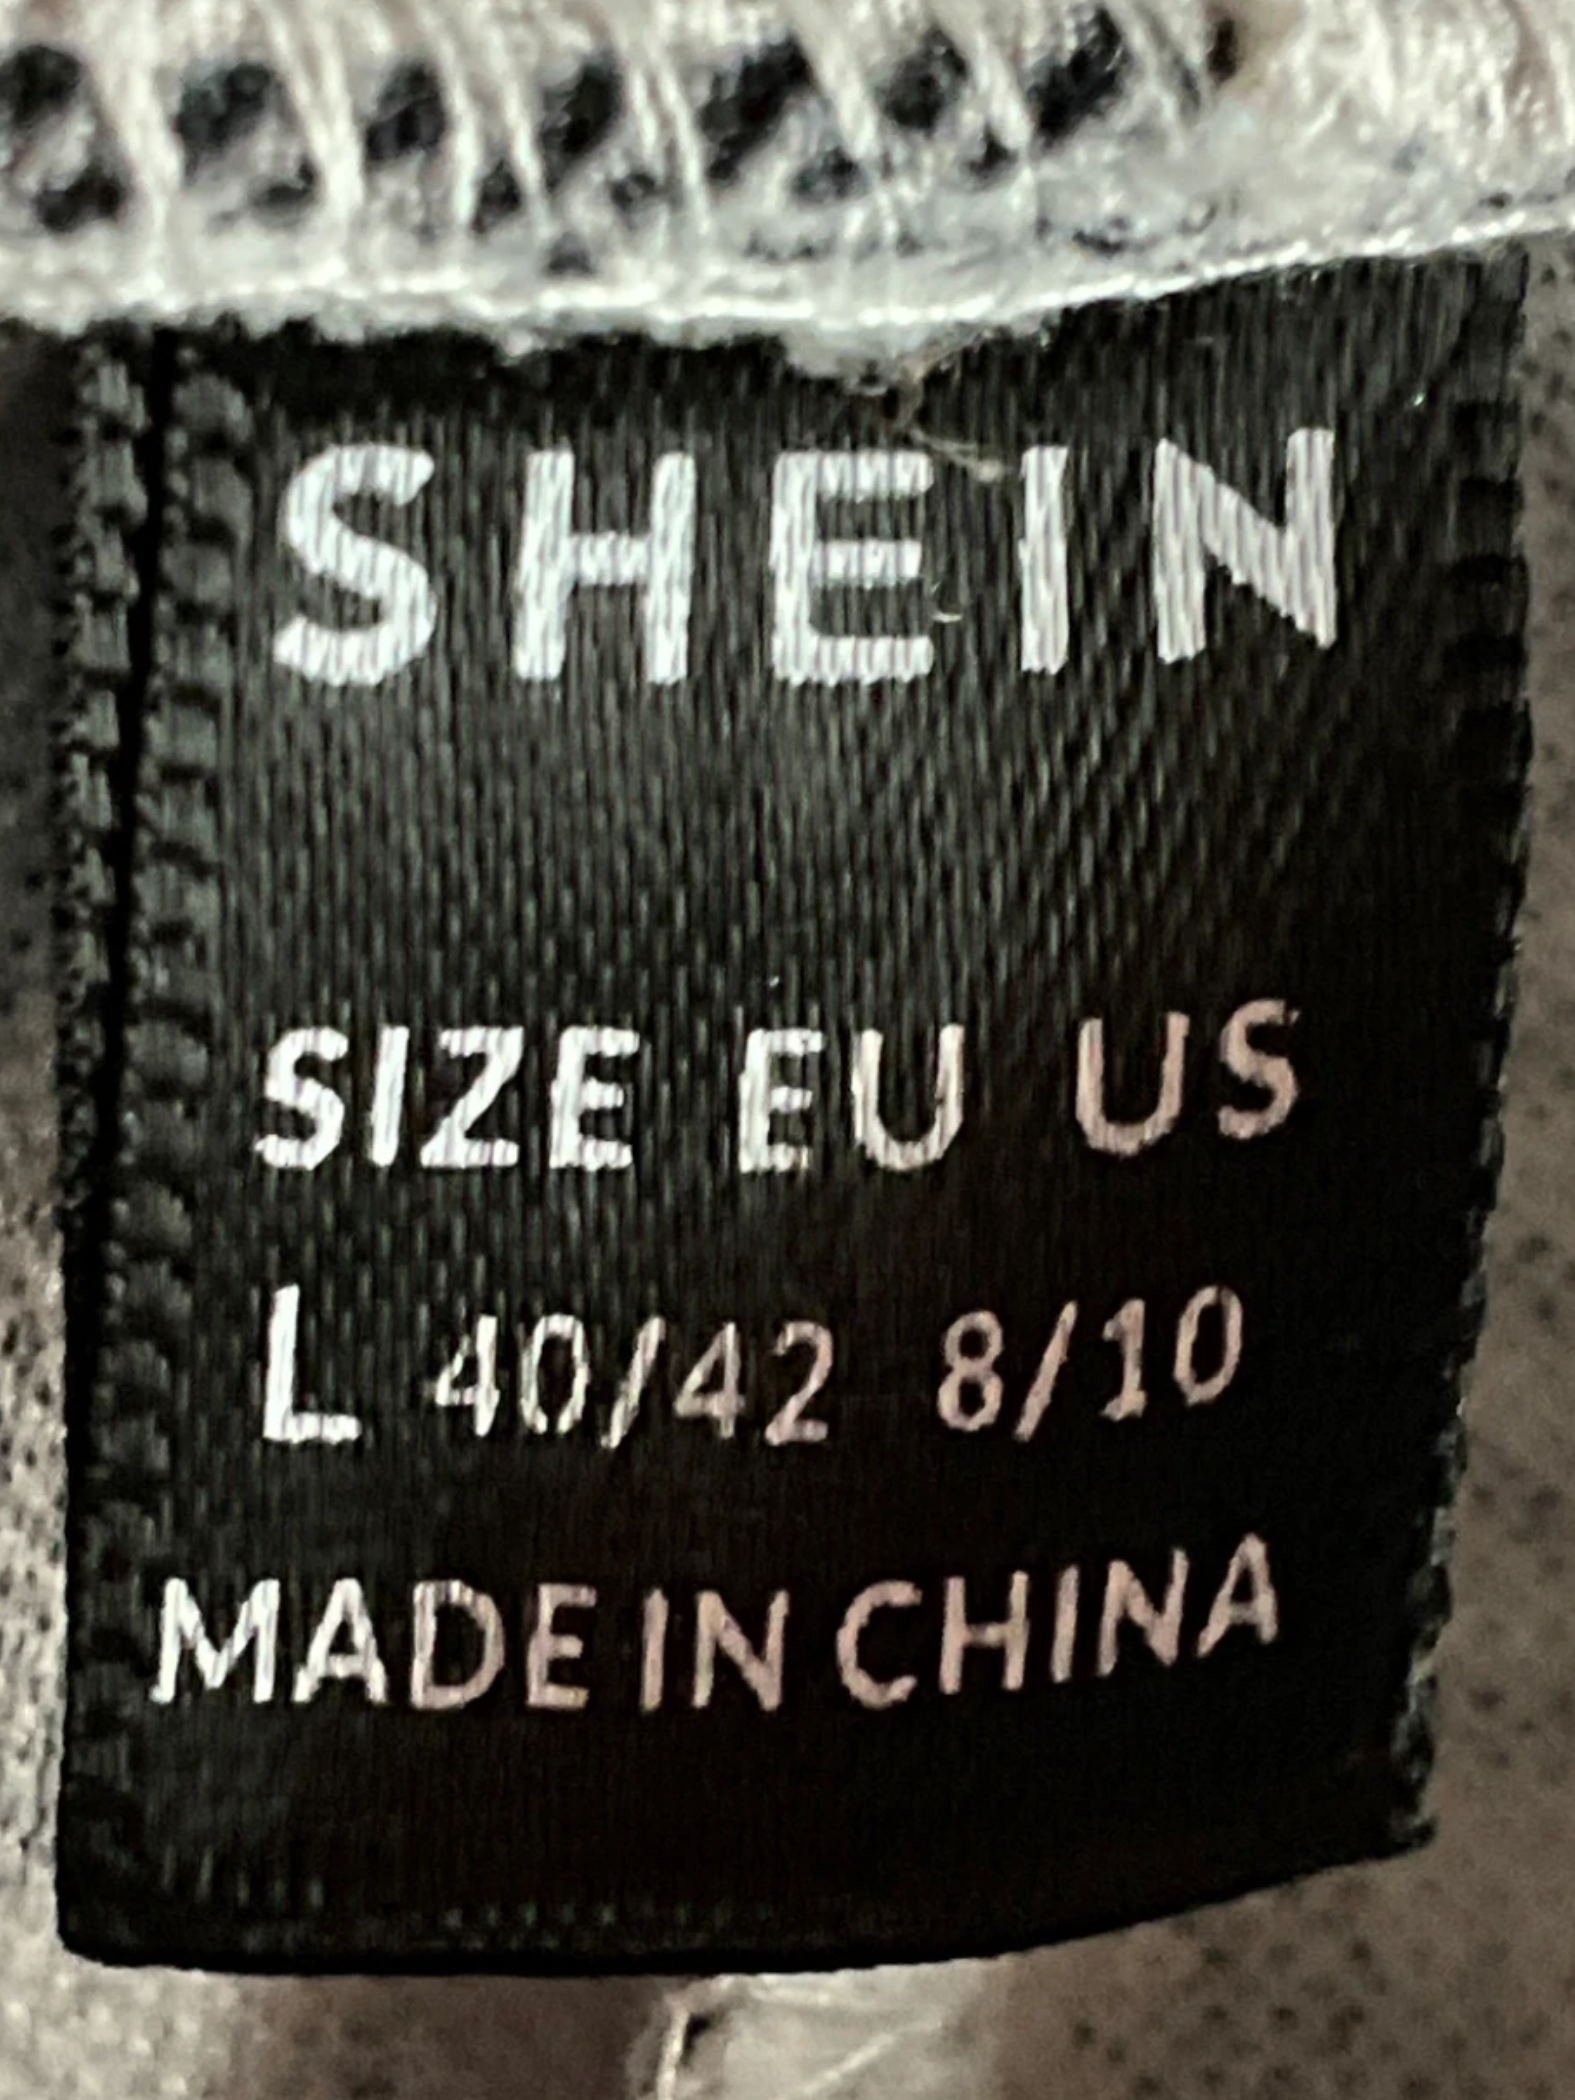 SHEIN
SIZE EU US
L 40/42 8/10
MADE IN CHINA